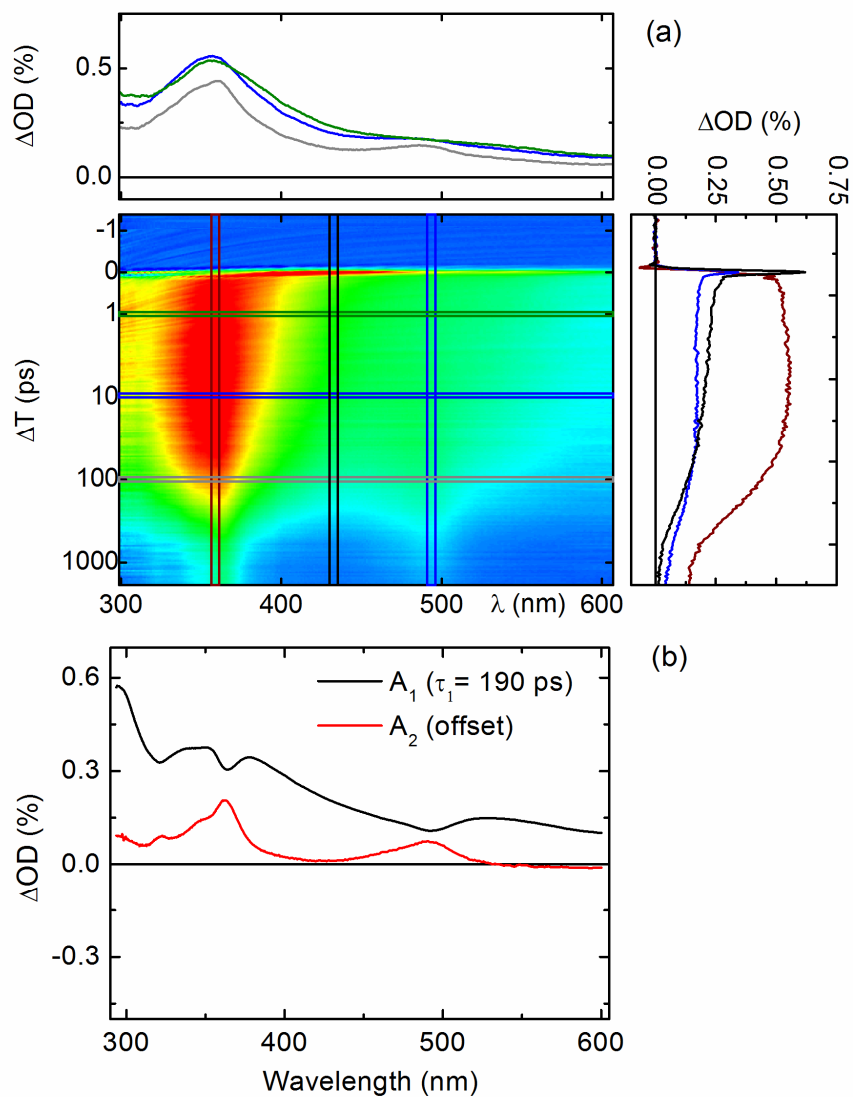 (a)
ΔOD (%)
0.5
0.0
ΔOD (%)
0.00
0.25
0.50
0.75
ΔT (ps)
-1
0
1
10
100
1000
300
400
500
λ (nm)
600
(b)
ΔOD (%)
0.6
0.3
0.0
-0.3
A1 (τ1= 190 ps)
A2 (offset)
300
400
500
600
Wavelength (nm)